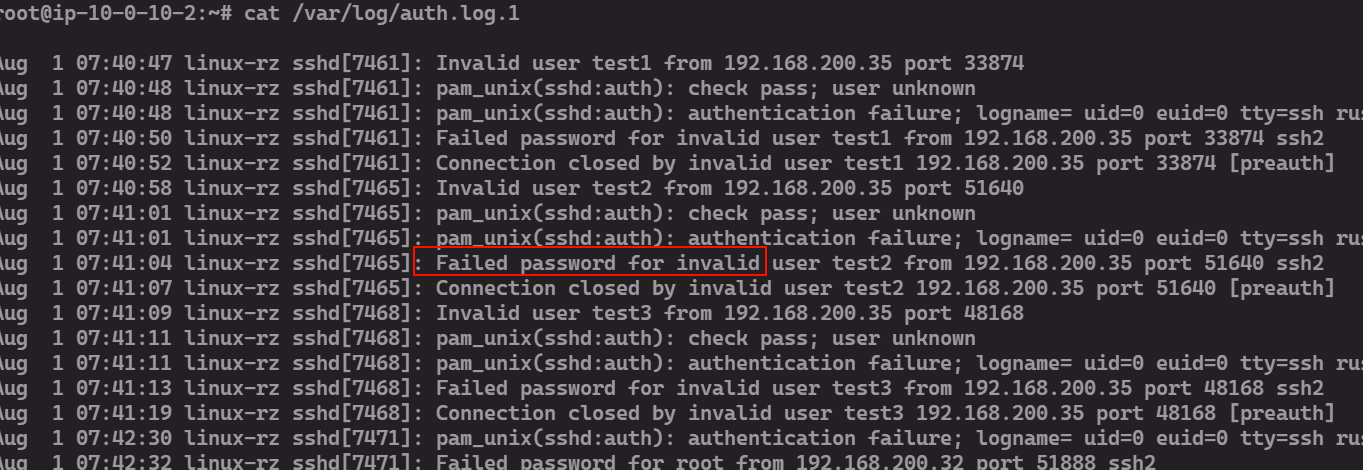 root@ip-10-0-10-2:~# cat /var/log/auth.log.1
Aug  1 07:40:47 linux-rz sshd[7461]: Invalid user test1 from 192.168.200.35 port 33874
Aug  1 07:40:48 linux-rz sshd[7461]: pam_unix(sshd:auth): check pass; user unknown
Aug  1 07:40:48 linux-rz sshd[7461]: pam_unix(sshd:auth): authentication failure; logname= uid=0 euid=0 tty=ssh rus
Aug  1 07:40:50 linux-rz sshd[7461]: Failed password for invalid user test1 from 192.168.200.35 port 33874 ssh2
Aug  1 07:40:52 linux-rz sshd[7461]: Connection closed by invalid user test1 192.168.200.35 port 33874 [preauth]
Aug  1 07:40:58 linux-rz sshd[7465]: Invalid user test2 from 192.168.200.35 port 51640
Aug  1 07:41:01 linux-rz sshd[7465]: pam_unix(sshd:auth): check pass; user unknown
Aug  1 07:41:01 linux-rz sshd[7465]: pam_unix(sshd:auth): authentication failure; logname= uid=0 euid=0 tty=ssh rus
Aug  1 07:41:04 linux-rz sshd[7465]: Failed password for invalid user test2 from 192.168.200.35 port 51640 ssh2
Aug  1 07:41:07 linux-rz sshd[7465]: Connection closed by invalid user test2 192.168.200.35 port 51640 [preauth]
Aug  1 07:41:09 linux-rz sshd[7468]: Invalid user test3 from 192.168.200.35 port 48168
Aug  1 07:41:11 linux-rz sshd[7468]: pam_unix(sshd:auth): check pass; user unknown
Aug  1 07:41:11 linux-rz sshd[7468]: pam_unix(sshd:auth): authentication failure; logname= uid=0 euid=0 tty=ssh rus
Aug  1 07:41:13 linux-rz sshd[7468]: Failed password for invalid user test3 from 192.168.200.35 port 48168 ssh2
Aug  1 07:41:19 linux-rz sshd[7468]: Connection closed by invalid user test3 192.168.200.35 port 48168 [preauth]
Aug  1 07:42:30 linux-rz sshd[7471]: pam_unix(sshd:auth): authentication failure; logname= uid=0 euid=0 tty=ssh rus
Aug  1 07:42:32 linux-rz sshd[7471]: Failed password for root from 192.168.200.32 port 51888 ssh2